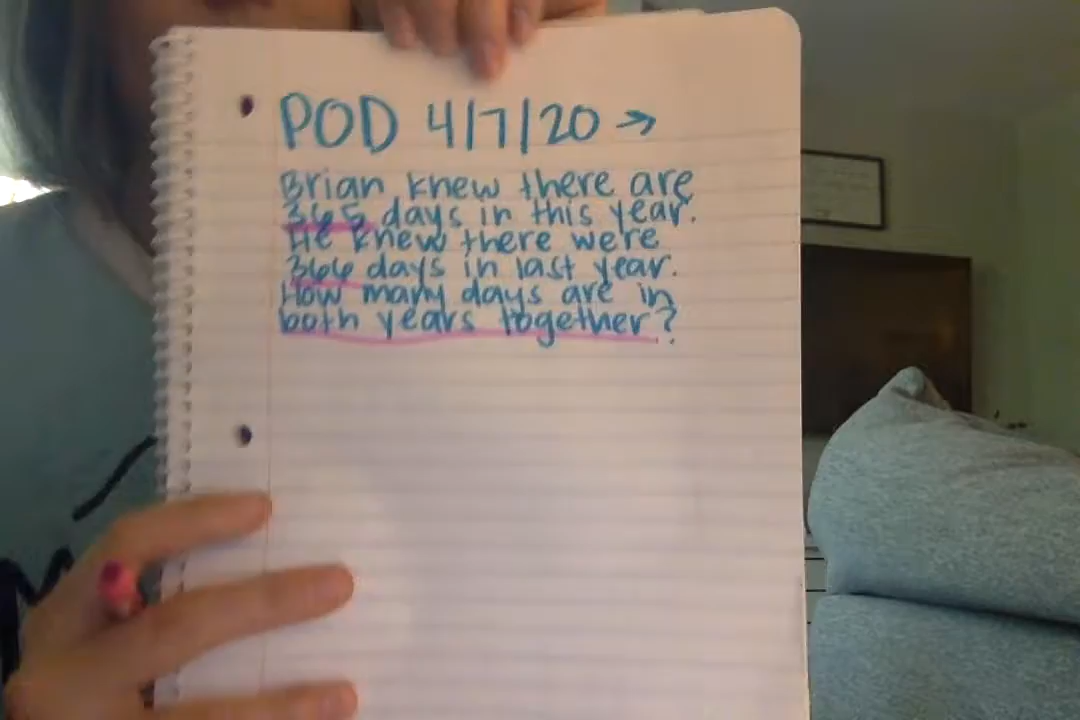 POD 4/7/20 →
Brian knew there are
365 days in this year.
He knew there were
366 days in last year.
How many days are in
both years together?